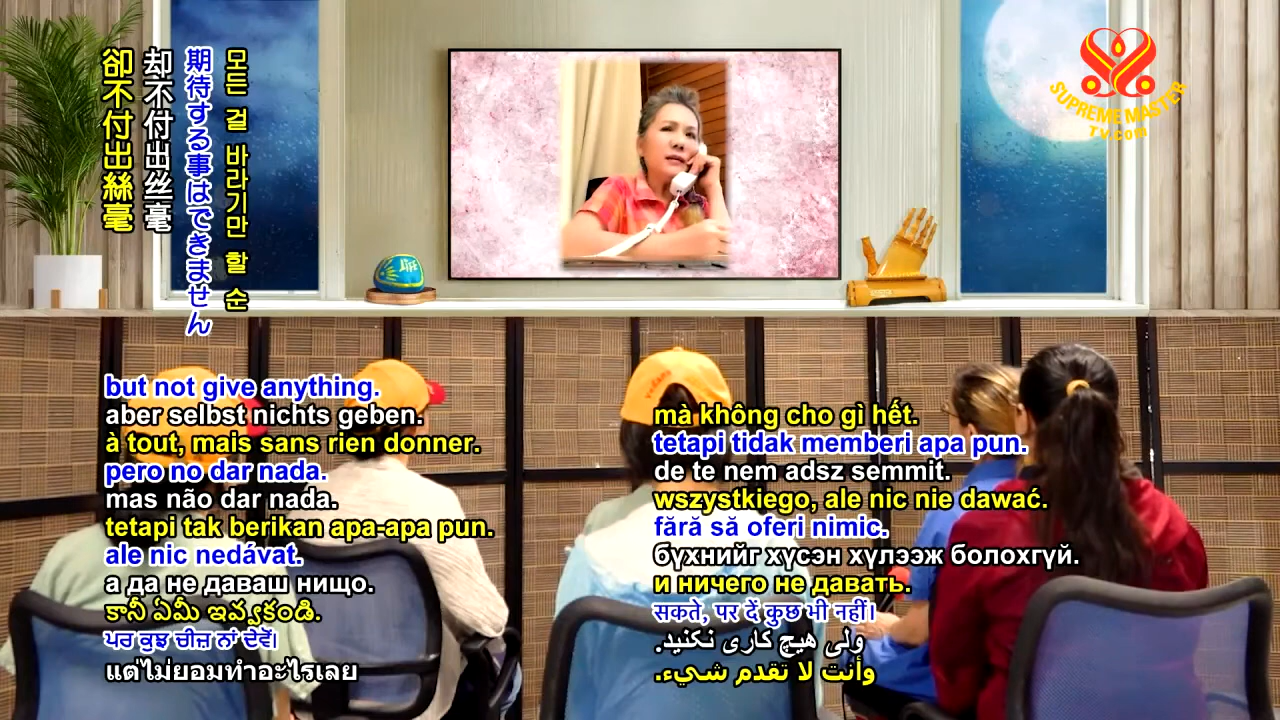 卻不付出絲毫
却不付出丝毫
期待する事はできません
모든 걸 바라기만 할 순
SUPREME MASTER
TV.com
but not give anything.
aber selbst nichts geben.
à tout, mais sans rien donner.
pero no dar nada.
mas não dar nada.
tetapi tak berikan apa-apa pun.
ale nic nedávat.
а да не даваш нищо.
కానీ ఏమీ ఇవ్వకండి.
ਪਰ ਕੁਝ ਚੀਜ਼ ਨਾਂ ਦੇਵੋਂ।
แต่ไม่ยอมทำอะไรเลย
mà không cho gì hết.
tetapi tidak memberi apa pun.
de te nem adsz semmit.
wszystkiego, ale nic nie dawać.
fără să oferi nimic.
бүхнийг хүсэн хүлээж болохгүй.
и ничего не давать.
सकते, पर दें कुछ भी नहीं।
ولی هیچ کاری نکنید.
وأنت لا تقدم شيء.